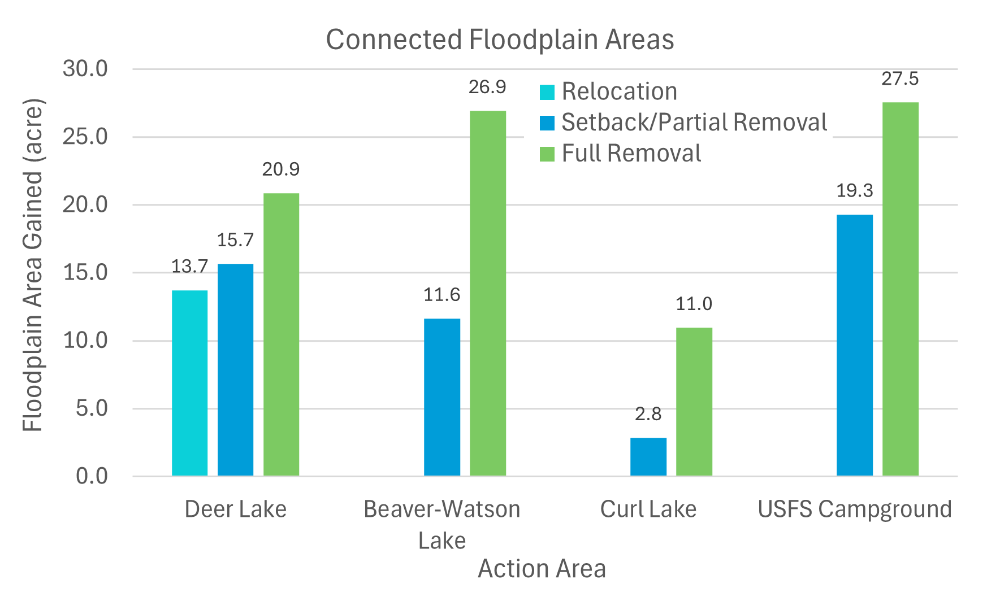 Connected Floodplain Areas
30.0
25.0
20.0
15.0
10.0
5.0
0.0
Floodplain Area Gained (acre)
Relocation
Setback/Partial Removal
Full Removal
13.7
15.7
20.9
11.6
26.9
2.8
11.0
19.3
27.5
Deer Lake
Beaver-Watson
Lake
Curl Lake
USFS Campground
Action Area